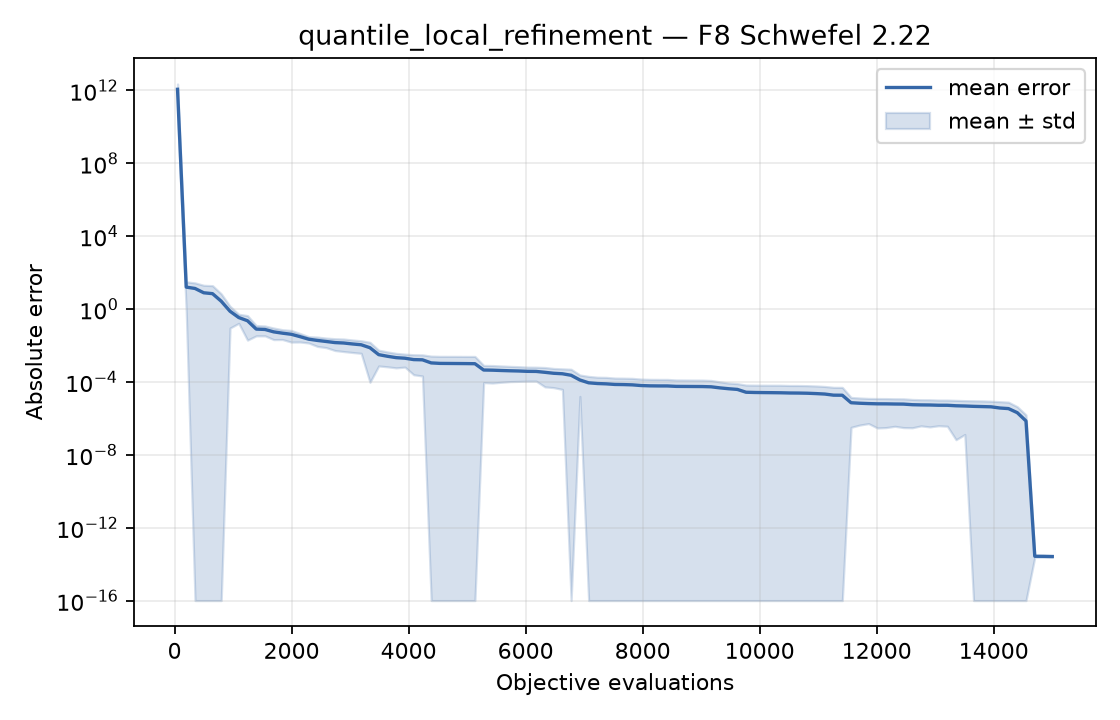 quantile_local_refinement — F8 Schwefel 2.22
mean error
mean ± std
Absolute error
10^12
10^8
10^4
10^0
10^−4
10^−8
10^−12
10^−16
0 2000 4000 6000 8000 10000 12000 14000
Objective evaluations